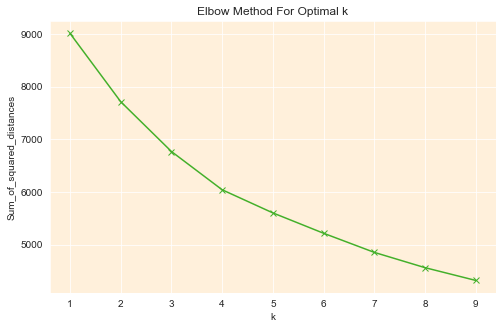 Elbow Method For Optimal k
9000
8000
7000
6000
5000
Sum_of_squared_distances
1 2 3 4 5 6 7 8 9
k